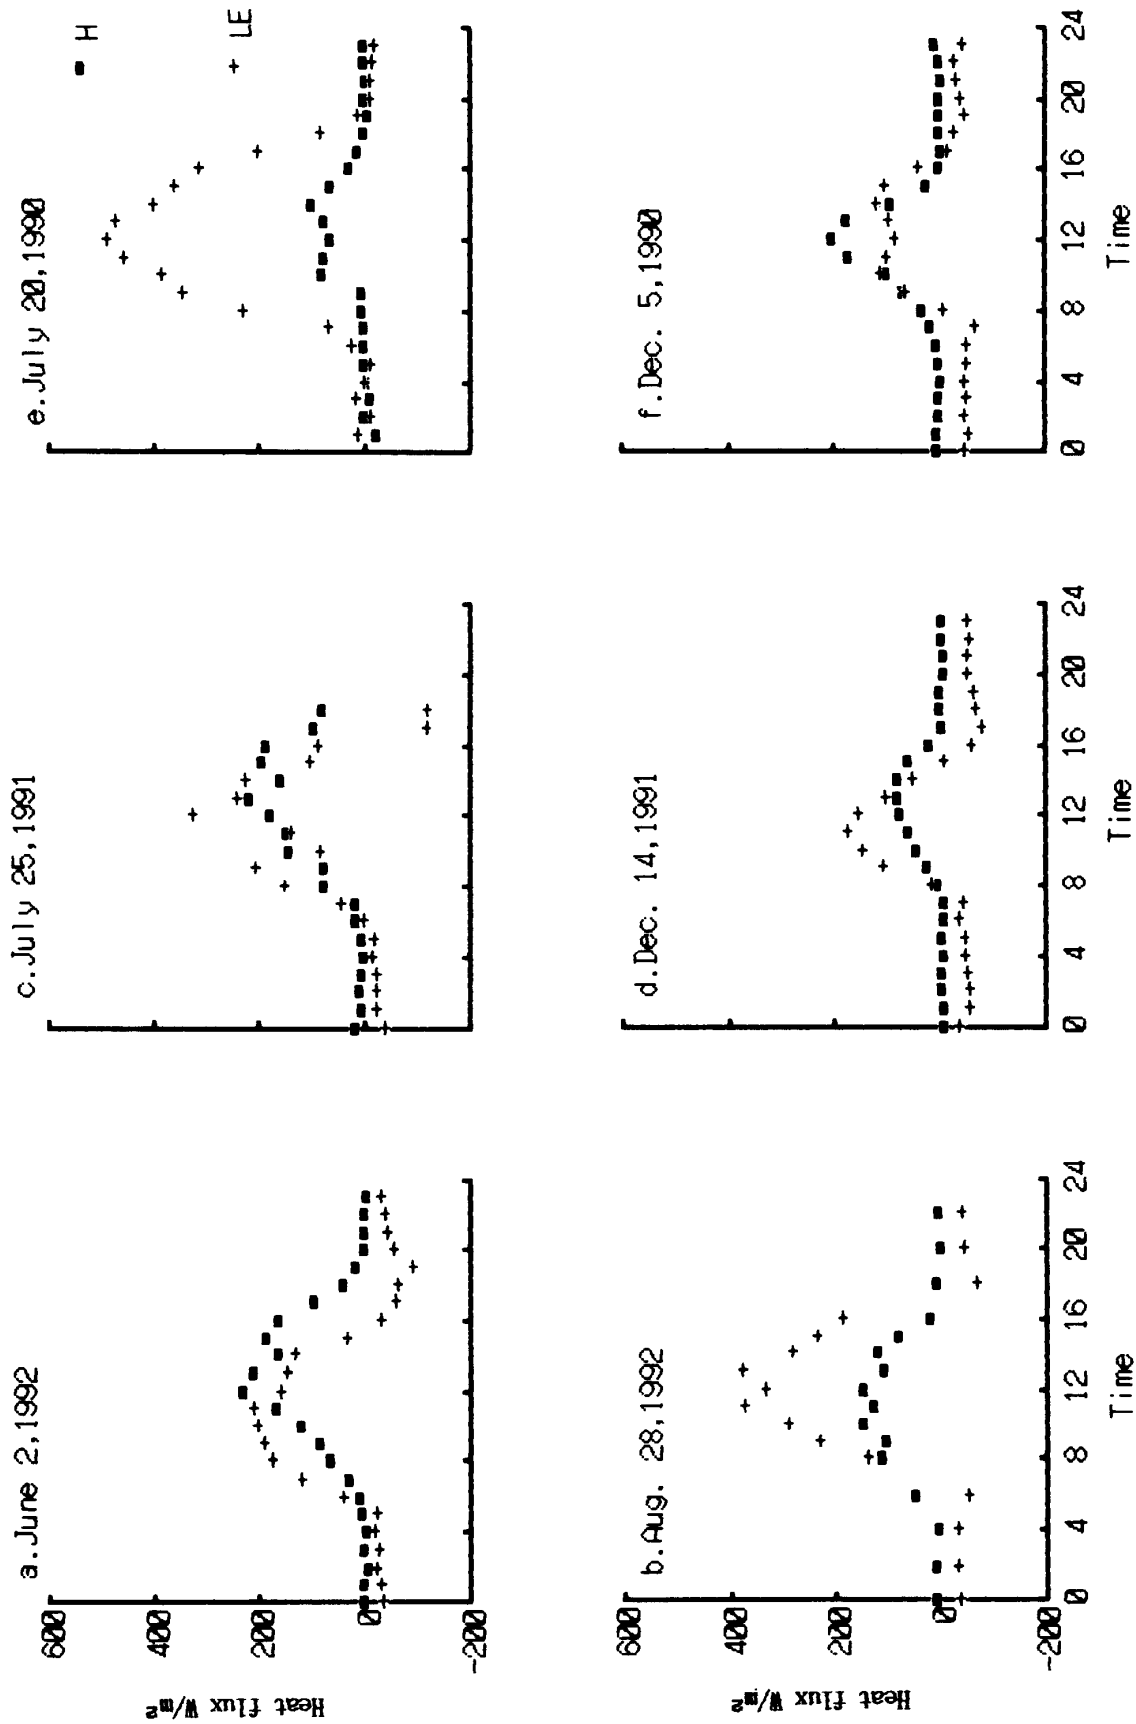 a.June 2,1992
600
400
200
0
-200
Heat flux W/m²
c.July 25,1991
e.July 20,1990
H
LE
b.Aug. 28,1992
600
400
200
0
-200
Heat flux W/m²
0 4 8 12 16 20 24
Time
d.Dec. 14,1991
0 4 8 12 16 20 24
Time
f.Dec. 5,1990
0 4 8 12 16 20 24
Time